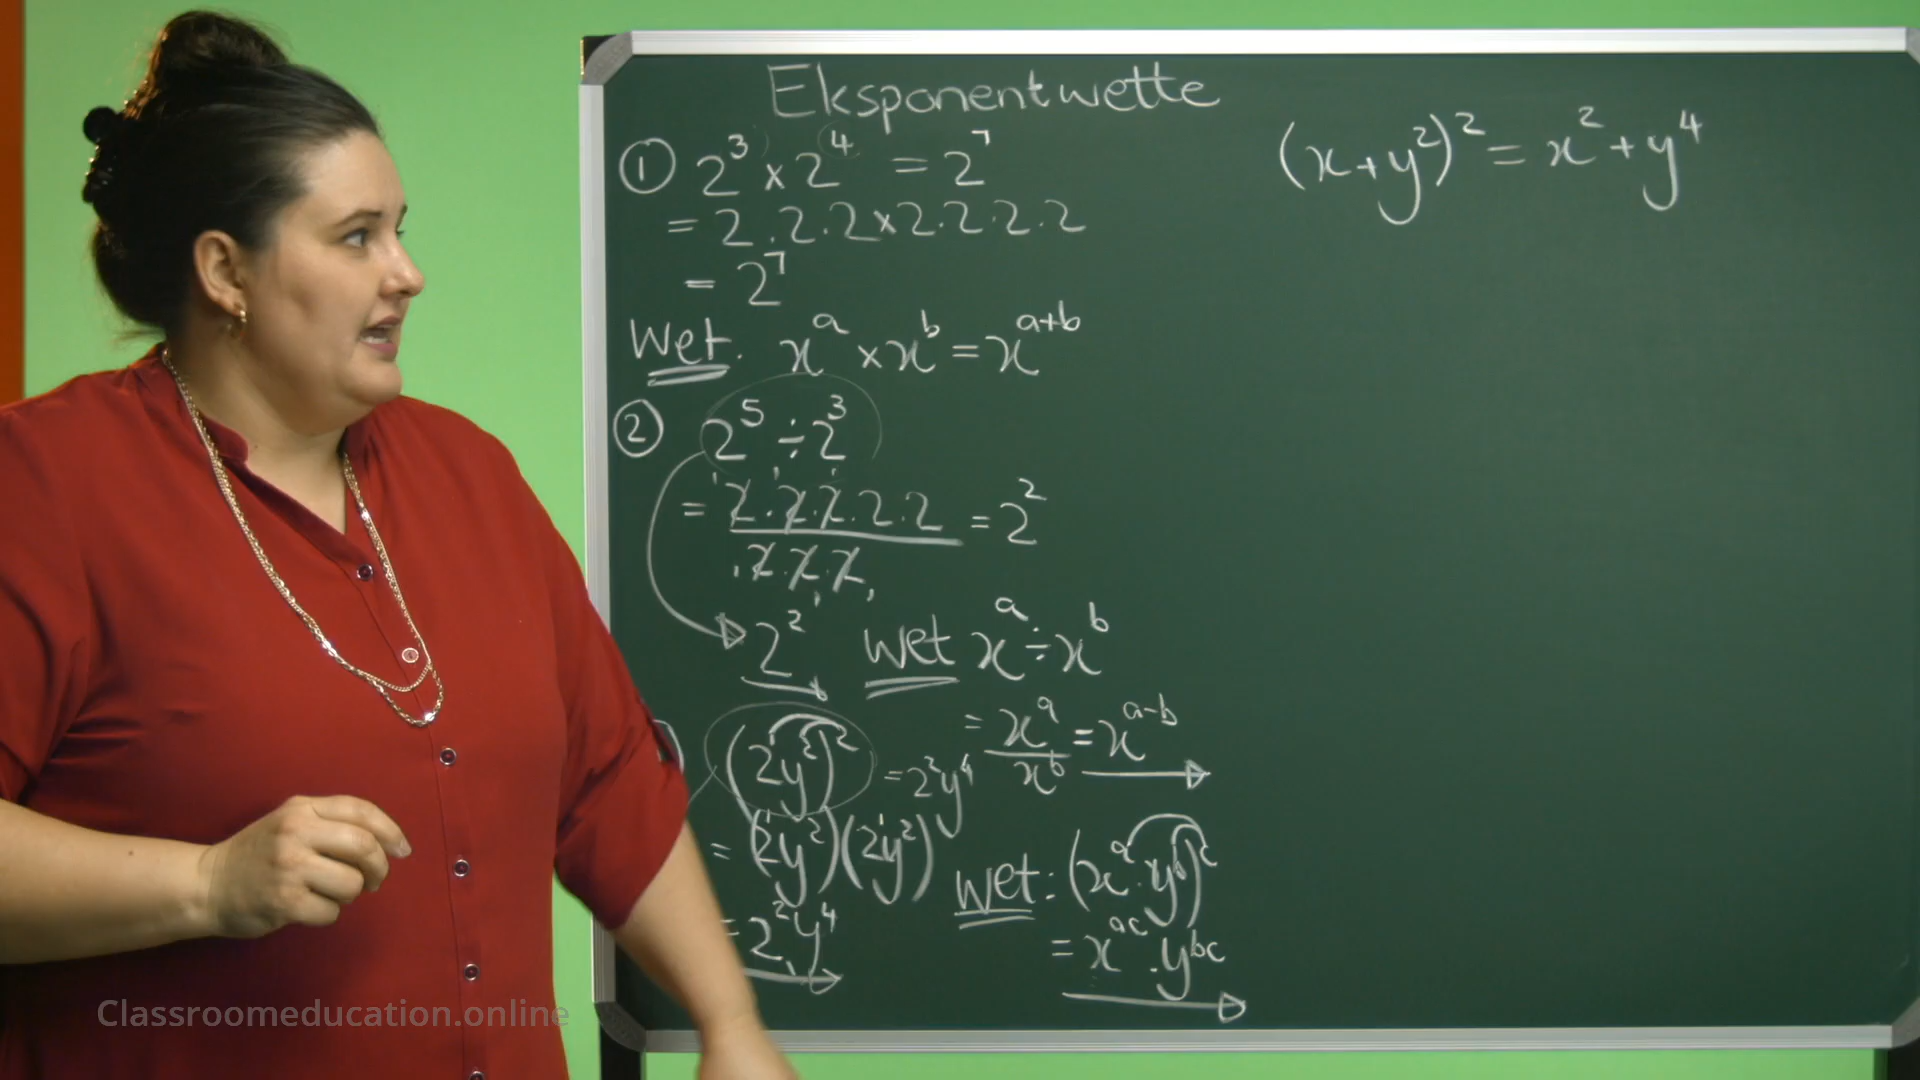 Eksponentwette
① 2³ × 2⁴ = 2⁷
= 2.2.2×2.2.2.2
= 2⁷
Wet. xᵃ × xᵇ = xᵃ⁺ᵇ
② 2⁵ ÷ 2³
= 2.2.2.2.2 / 2.2.2 = 2²
2² wet xᵃ ÷ xᵇ
= xᵃ / xᵇ = xᵃ⁻ᵇ
(2y²)² = 2²y⁴
= (2¹y²)(2¹y²)
= 2²y⁴
wet: (xᵃ.yᵇ)ᶜ
= xᵃᶜ.yᵇᶜ
(x+y²)² = x² + y⁴
Classroomeducation.online